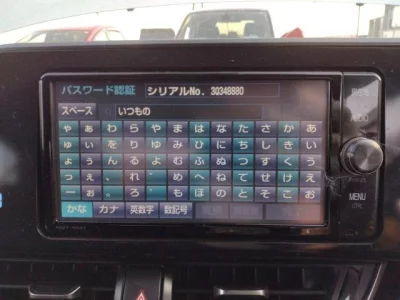 パスワード認証 シリアルNo. 30348880
スペース いつもの
ゃ ぁ わ ら や ま は な た さ か あ
ゅ ぃ を り ゆ み ひ に ち し き い
ょ ぅ ん る よ む ふ ぬ つ す く う
っ ぇ 、 れ ゛ め へ ね て せ け え
ー ぉ 。 ろ ゜ も ほ の と そ こ お
かな カナ 英数字 数記号
AUDIO
MENU